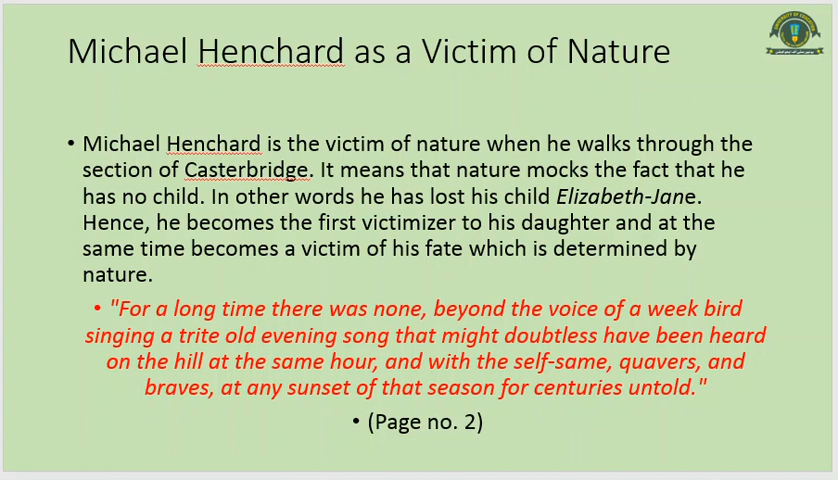 Michael Henchard as a Victim of Nature
• Michael Henchard is the victim of nature when he walks through the
section of Casterbridge. It means that nature mocks the fact that he
has no child. In other words he has lost his child Elizabeth-Jane.
Hence, he becomes the first victimizer to his daughter and at the
same time becomes a victim of his fate which is determined by
nature.
• "For a long time there was none, beyond the voice of a week bird
singing a trite old evening song that might doubtless have been heard
on the hill at the same hour, and with the self-same, quavers, and
braves, at any sunset of that season for centuries untold."
• (Page no. 2)